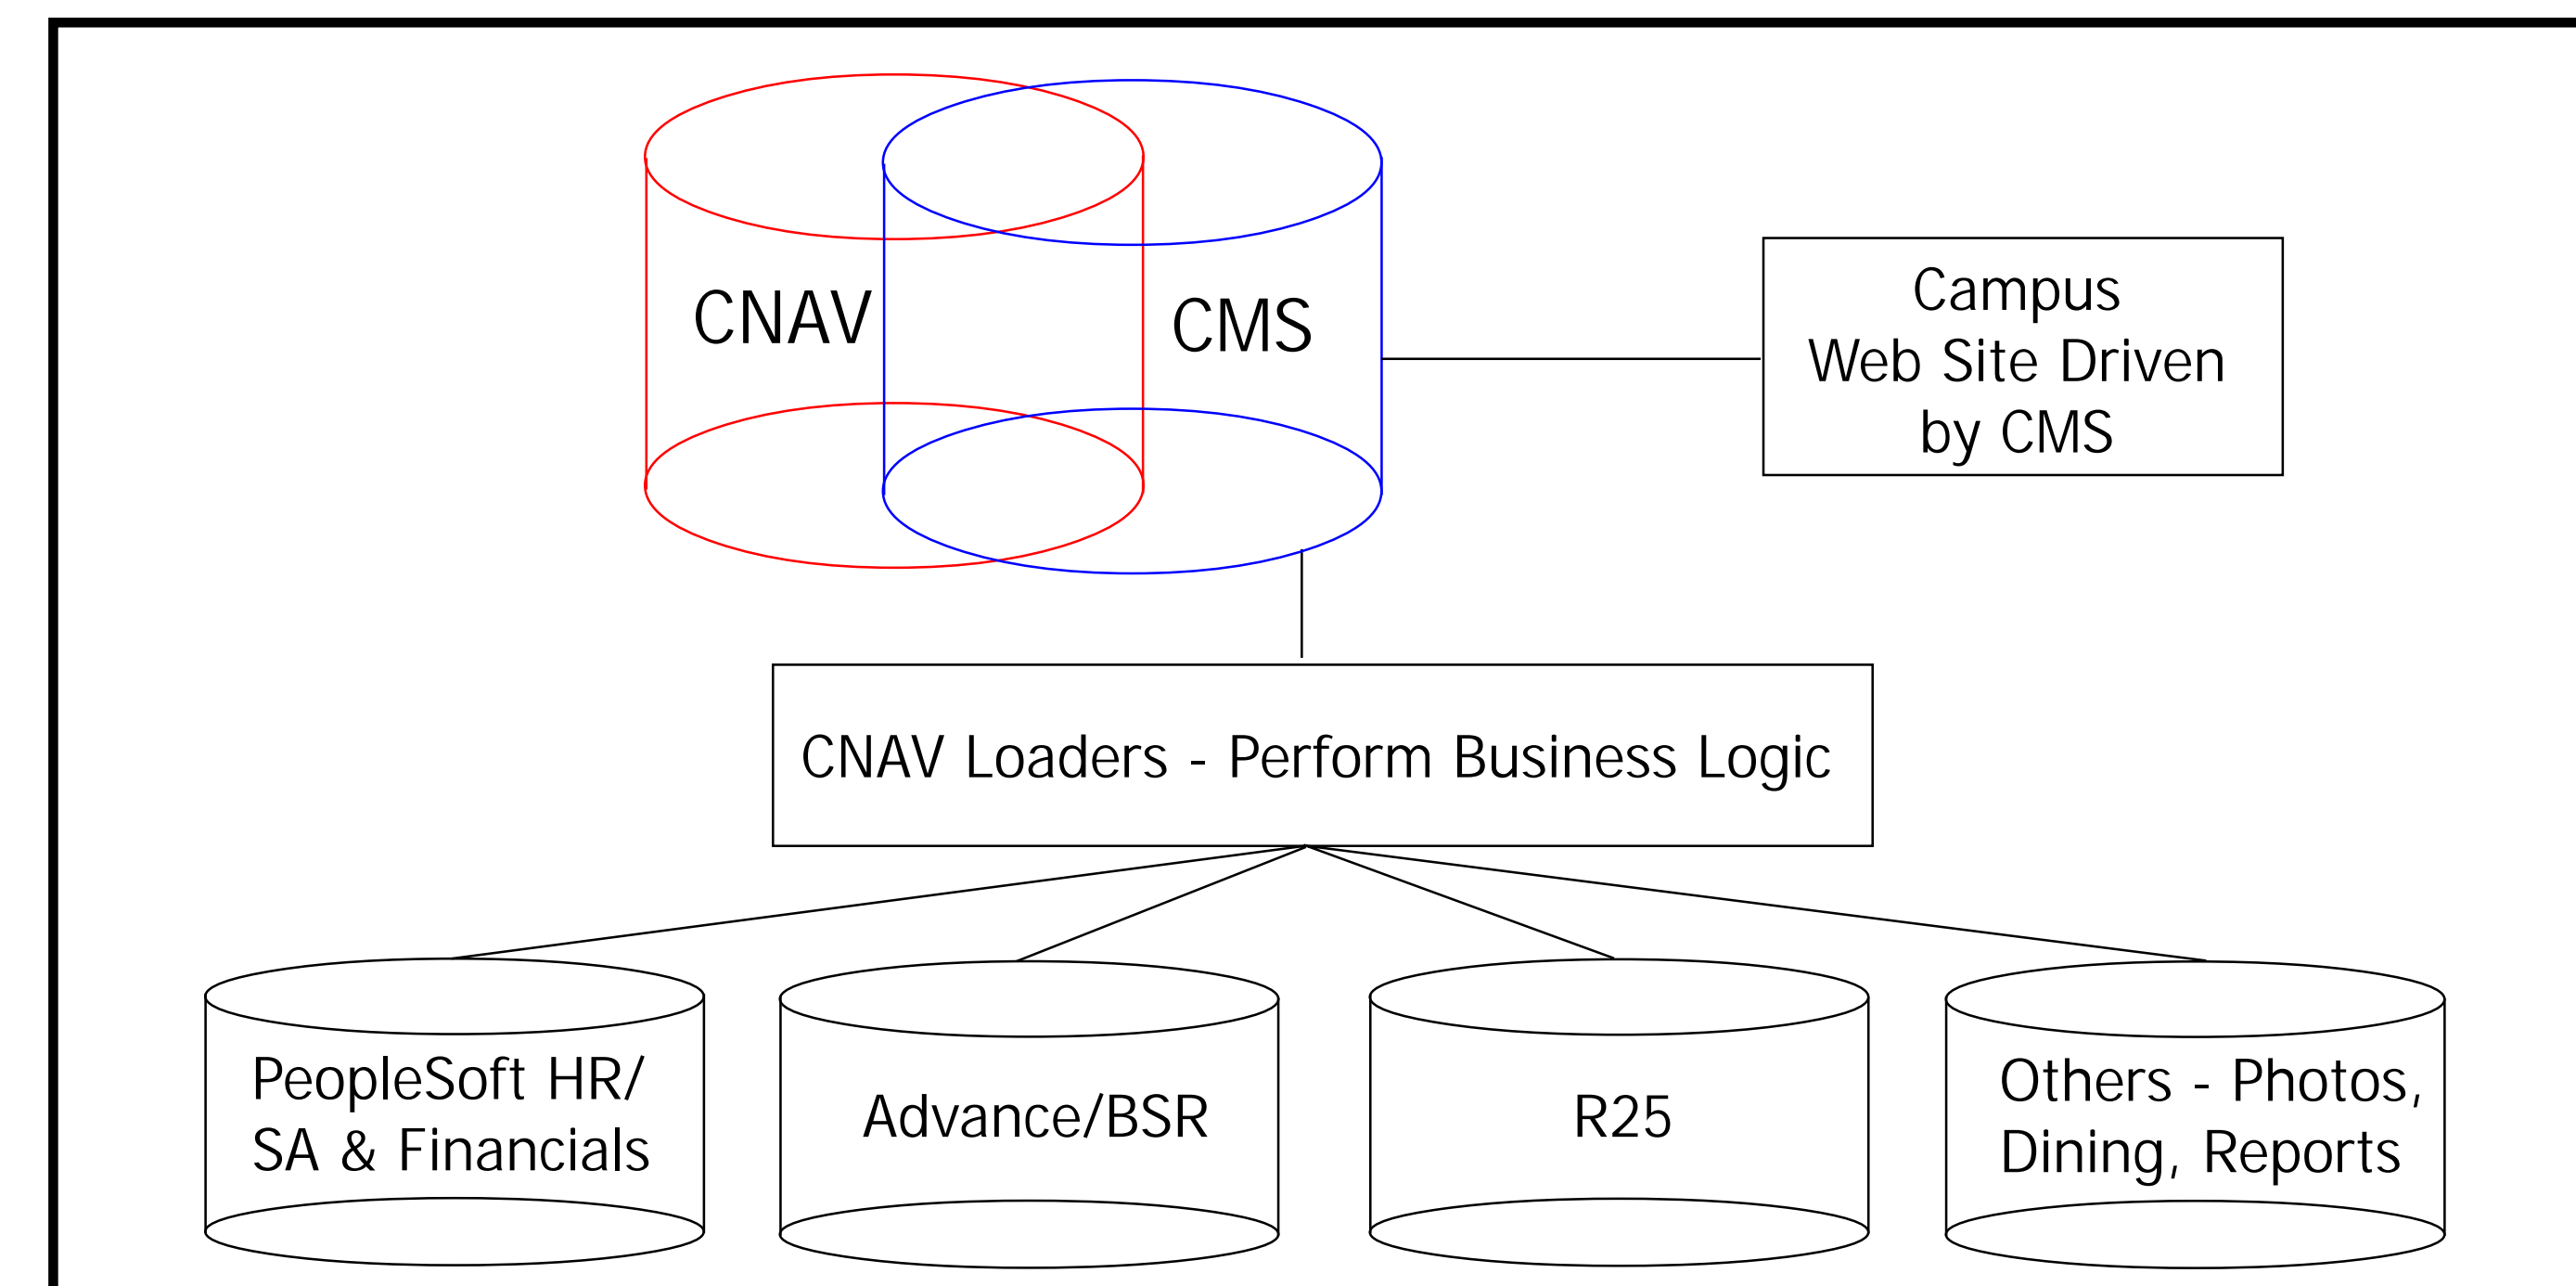 CNAV
CMS
Campus
Web Site Driven
by CMS
CNAV Loaders - Perform Business Logic
PeopleSoft HR/
SA & Financials
Advance/BSR
R25
Others - Photos,
Dining, Reports